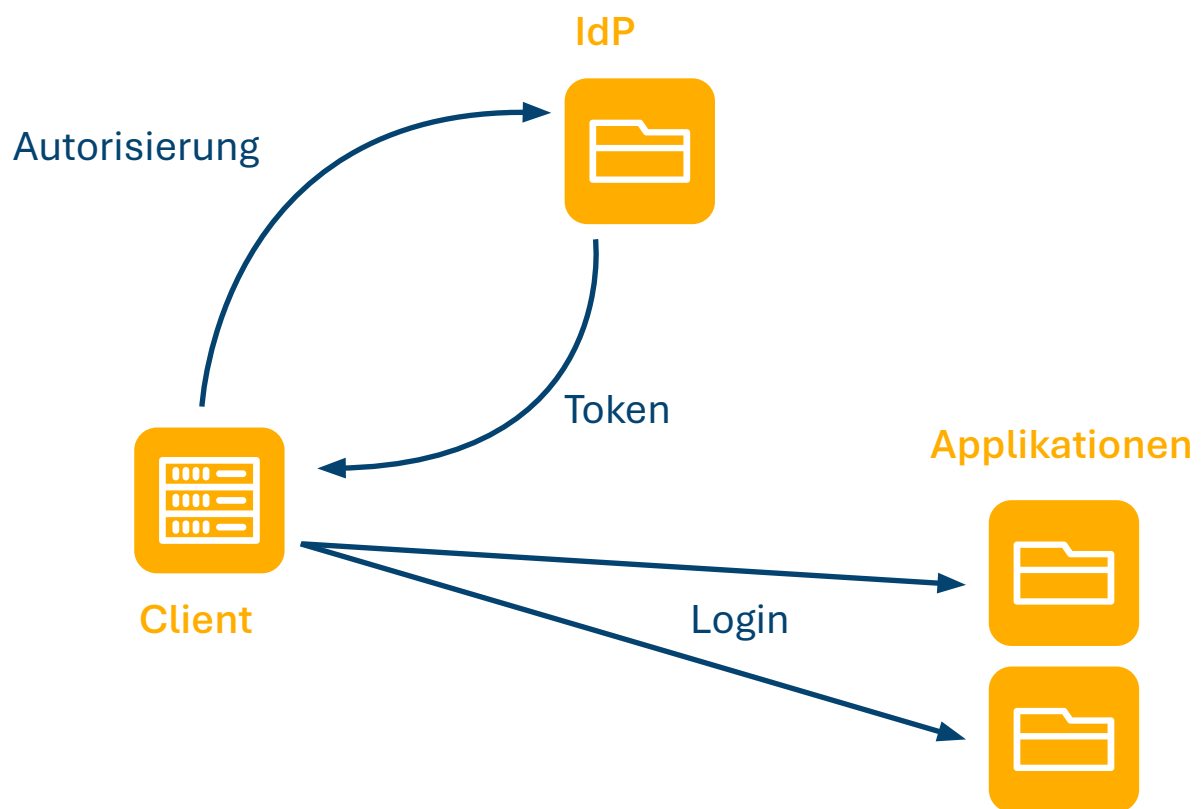 IdP
Autorisierung
Token
Applikationen
Client
Login